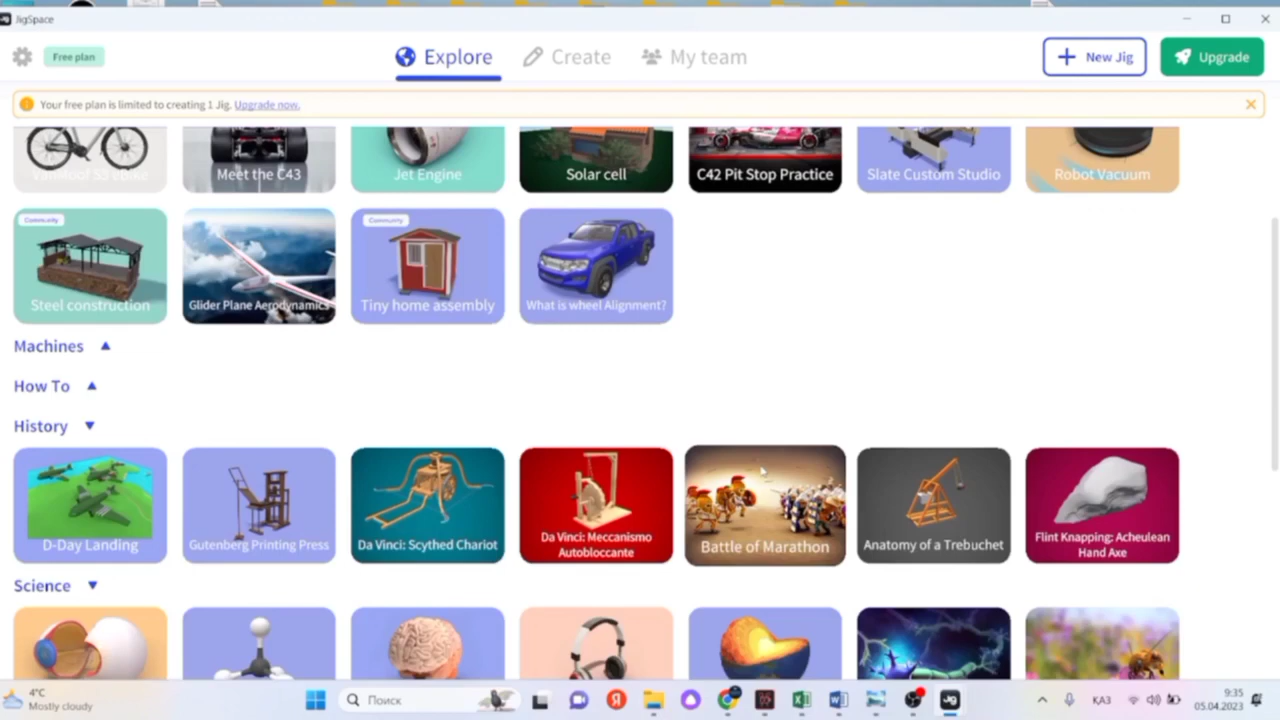 JigSpace
Free plan
Explore
Create
My team
New Jig
Upgrade
Your free plan is limited to creating 1 Jig. Upgrade now.
VanMoof S3 eBike
Meet the C43
Jet Engine
Solar cell
C42 Pit Stop Practice
Slate Custom Studio
Robot Vacuum
Community
Community
Steel construction
Glider Plane Aerodynamics
Tiny home assembly
What is wheel Alignment?
Machines
How To
History
D-Day Landing
Gutenberg Printing Press
Da Vinci: Scythed Chariot
Da Vinci: Meccanismo
Autobloccante
Battle of Marathon
Anatomy of a Trebuchet
Flint Knapping: Acheulean
Hand Axe
Science
4°C
Mostly cloudy
Поиск
КАЗ
9:35
05.04.2023